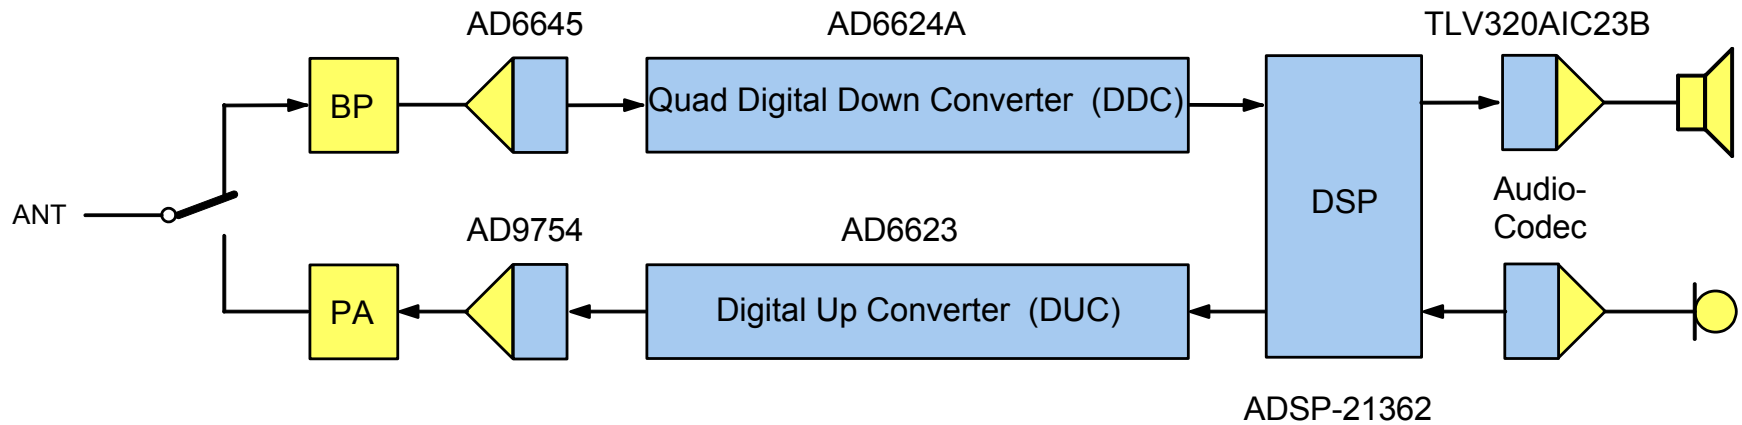 AD6645
AD6624A
TLV320AIC23B
BP
Quad Digital Down Converter (DDC)
DSP
Audio-
Codec
ANT
AD9754
AD6623
PA
Digital Up Converter (DUC)
ADSP-21362